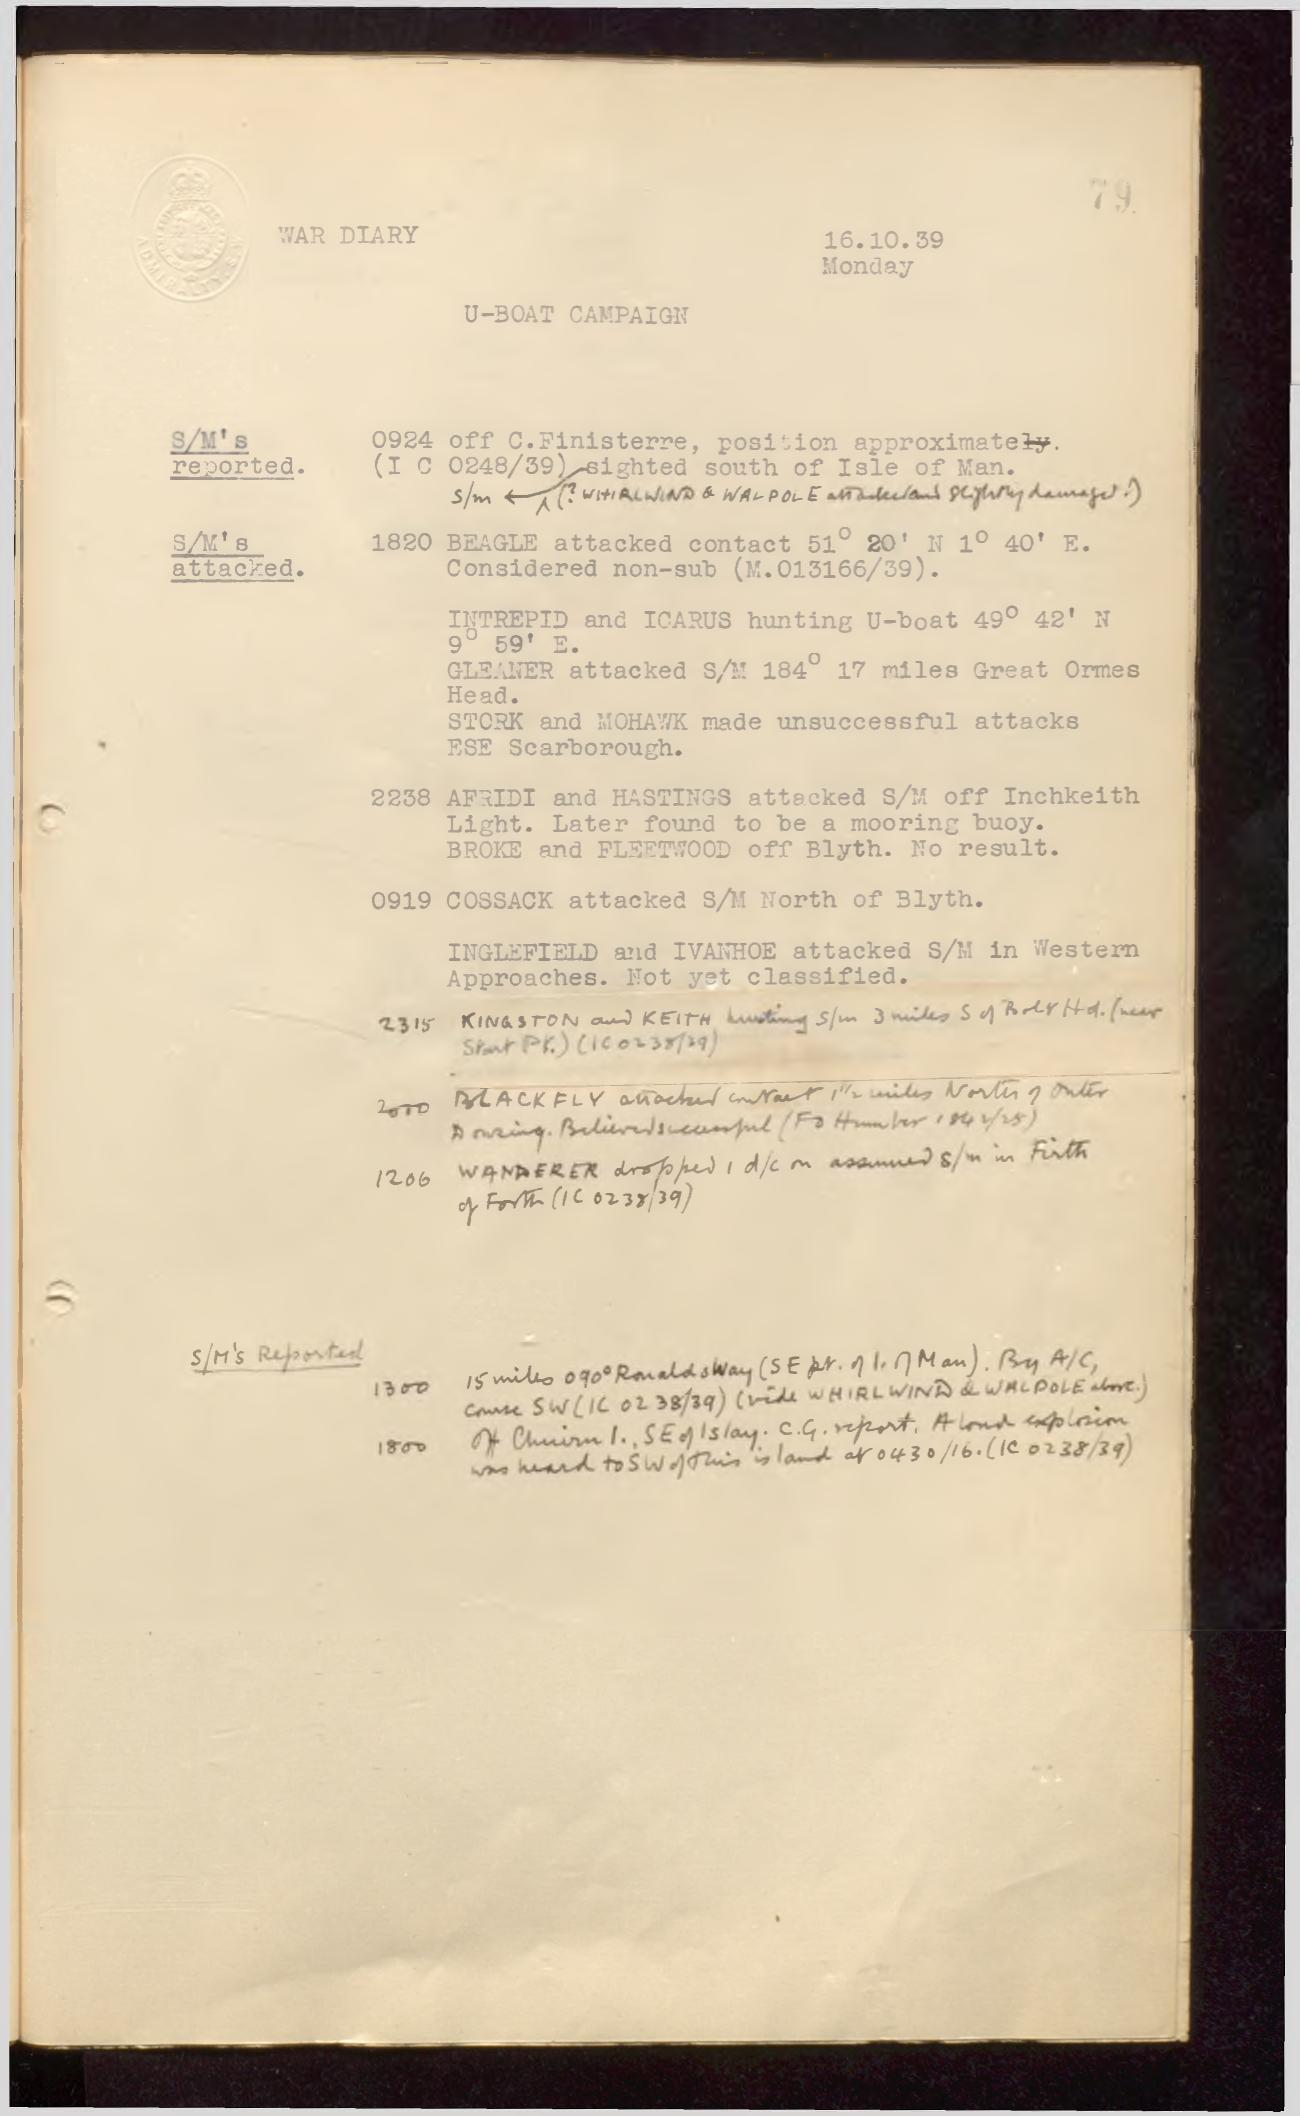 79.
WAR DIARY
16.10.39
Monday
U-BOAT CAMPAIGN
S/M's
reported.
0924 off C.Finisterre, position approximately.
(I C 0248/39) sighted south of Isle of Man.
S/m ← (? WHIRLWIND & WALPOLE attacked and slightly damaged?)
S/M's
attacked.
1820 BEAGLE attacked contact 51° 20' N 1° 40' E.
Considered non-sub (M.013166/39).
INTREPID and ICARUS hunting U-boat 49° 42' N
9° 59' E.
GLEANER attacked S/M 184° 17 miles Great Ormes
Head.
STORK and MOHAWK made unsuccessful attacks
ESE Scarborough.
2238 AFRIDI and HASTINGS attacked S/M off Inchkeith
Light. Later found to be a mooring buoy.
BROKE and FLEETWOOD off Blyth. No result.
0919 COSSACK attacked S/M North of Blyth.
INGLEFIELD and IVANHOE attacked S/M in Western
Approaches. Not yet classified.
2315 KINGSTON and KEITH hunting S/m 3 miles S of Bolt Hd. (near
Start Pt.) (IC 0238/39)
2000 BLACKFLY attacked contact 1½ miles North of Outer
Dowsing. Believed successful (FO Humber
1206 WANDERER dropped 1 d/c on assumed S/m in Firth
of Forth (IC 0238/39)
S/M's Reported
1300 15 miles 090° Ronaldsway (SE pt. of I. of Man). By A/C,
course SW (IC 0238/39) (vide WHIRLWIND & WALPOLE above.)
1800 Off Chuirn I., SE of Islay. C.G. report. A loud explosion
was heard to SW of this island at 0430/16. (IC 0238/39)